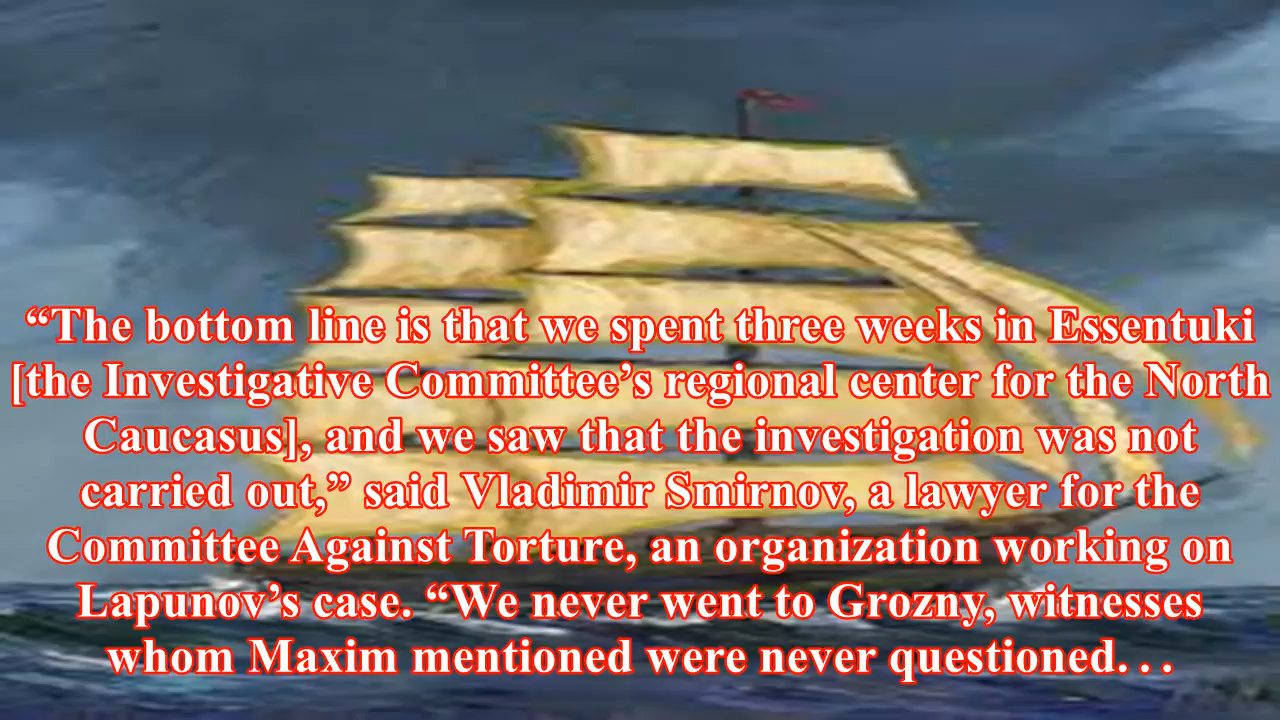 “The bottom line is that we spent three weeks in Essentuki
[the Investigative Committee’s regional center for the North
Caucasus], and we saw that the investigation was not
carried out,” said Vladimir Smirnov, a lawyer for the
Committee Against Torture, an organization working on
Lapunov’s case. “We never went to Grozny, witnesses
whom Maxim mentioned were never questioned. . .